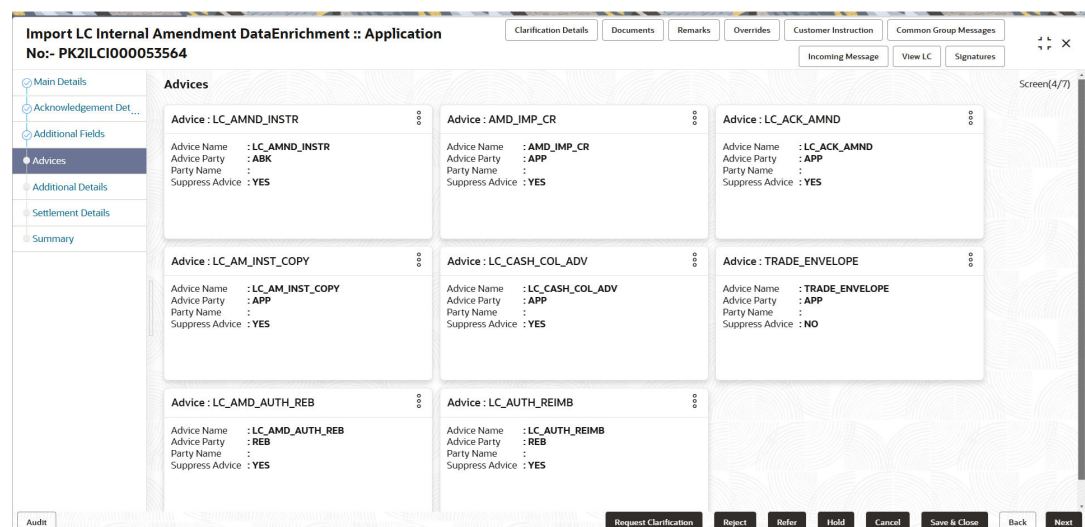 Import LC Internal Amendment DataEnrichment :: Application
No:- PK2ILCI000053564
Clarification Details
Documents
Remarks
Overrides
Customer Instruction
Common Group Messages
Incoming Message
View LC
Signatures
Main Details
Acknowledgement Det...
Additional Fields
Advices
Additional Details
Settlement Details
Summary
Advices
Screen(4/7)
Advice : LC_AMND_INSTR
Advice Name : LC_AMND_INSTR
Advice Party : ABK
Party Name :
Suppress Advice : YES
Advice : AMD_IMP_CR
Advice Name : AMD_IMP_CR
Advice Party : APP
Party Name :
Suppress Advice : YES
Advice : LC_ACK_AMND
Advice Name : LC_ACK_AMND
Advice Party : APP
Party Name :
Suppress Advice : YES
Advice : LC_AM_INST_COPY
Advice Name : LC_AM_INST_COPY
Advice Party : APP
Party Name :
Suppress Advice : YES
Advice : LC_CASH_COL_ADV
Advice Name : LC_CASH_COL_ADV
Advice Party : APP
Party Name :
Suppress Advice : YES
Advice : TRADE_ENVELOPE
Advice Name : TRADE_ENVELOPE
Advice Party : APP
Party Name :
Suppress Advice : NO
Advice : LC_AMD_AUTH_REB
Advice Name : LC_AMD_AUTH_REB
Advice Party : REB
Party Name :
Suppress Advice : YES
Advice : LC_AUTH_REIMB
Advice Name : LC_AUTH_REIMB
Advice Party : REB
Party Name :
Suppress Advice : YES
Audit
Request Clarification
Reject
Refer
Hold
Cancel
Save & Close
Back
Next